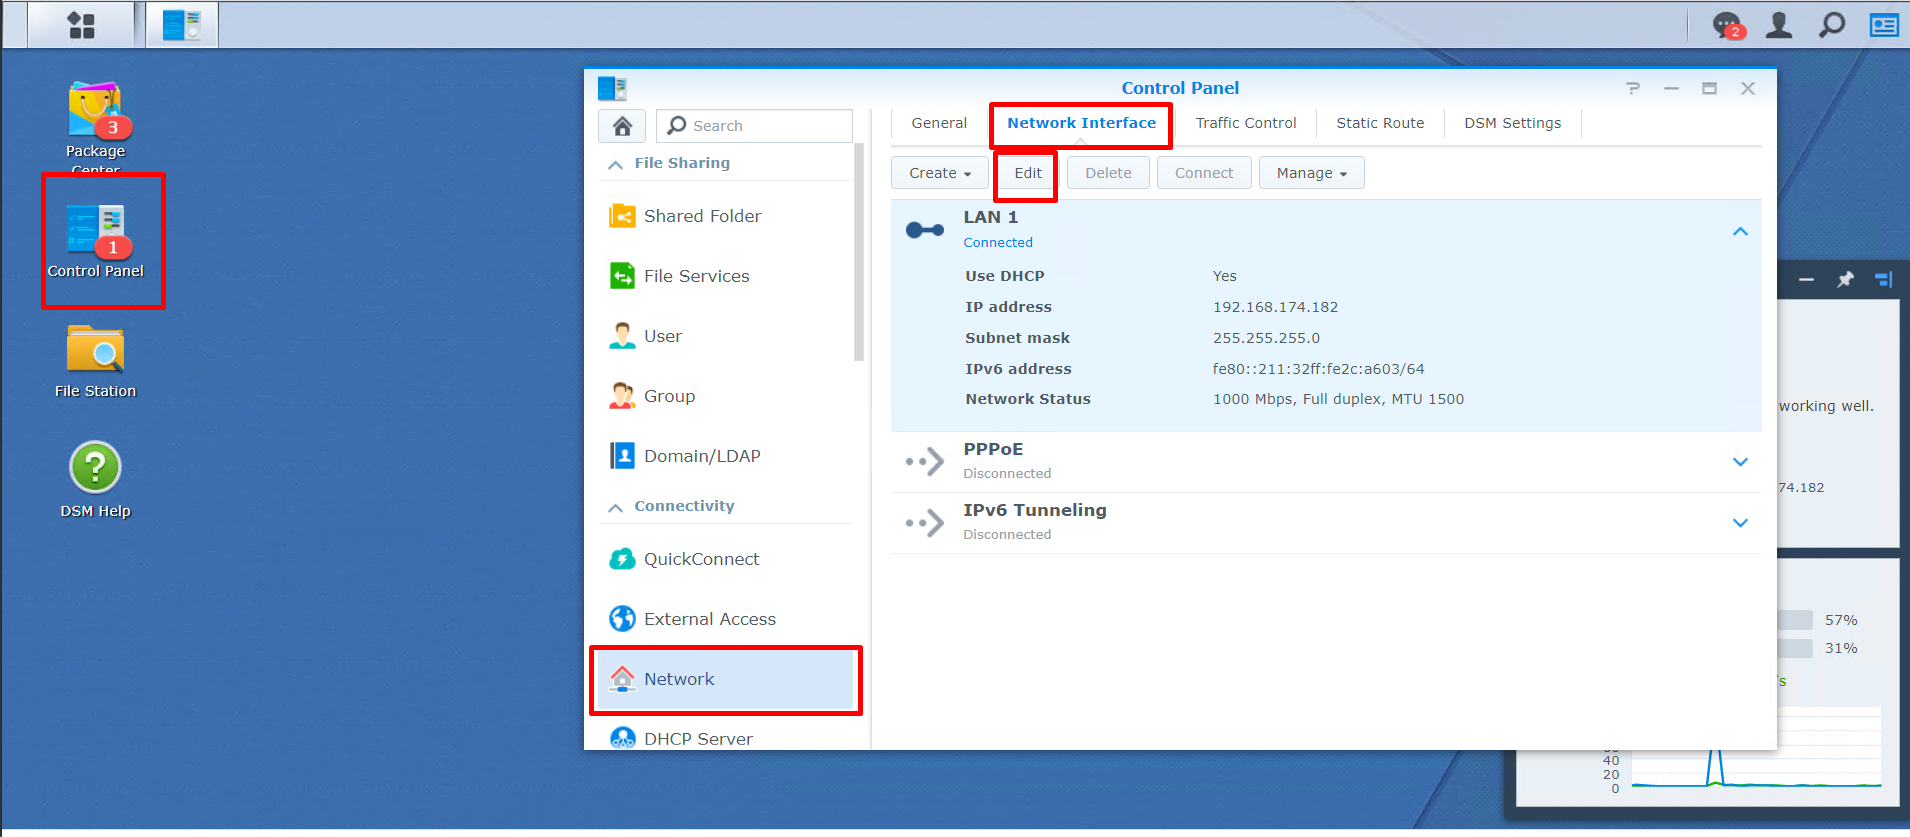 2
3
Package
Center
1
Control Panel
File Station
?
DSM Help
Control Panel
?
Search
File Sharing
Shared Folder
File Services
User
Group
Domain/LDAP
Connectivity
QuickConnect
External Access
Network
DHCP Server
General
Network Interface
Traffic Control
Static Route
DSM Settings
Create
Edit
Delete
Connect
Manage
LAN 1
Connected
Use DHCP Yes
IP address 192.168.174.182
Subnet mask 255.255.255.0
IPv6 address fe80::211:32ff:fe2c:a603/64
Network Status 1000 Mbps, Full duplex, MTU 1500
PPPoE
Disconnected
IPv6 Tunneling
Disconnected
working well.
74.182
57%
31%
/s
40
20
0